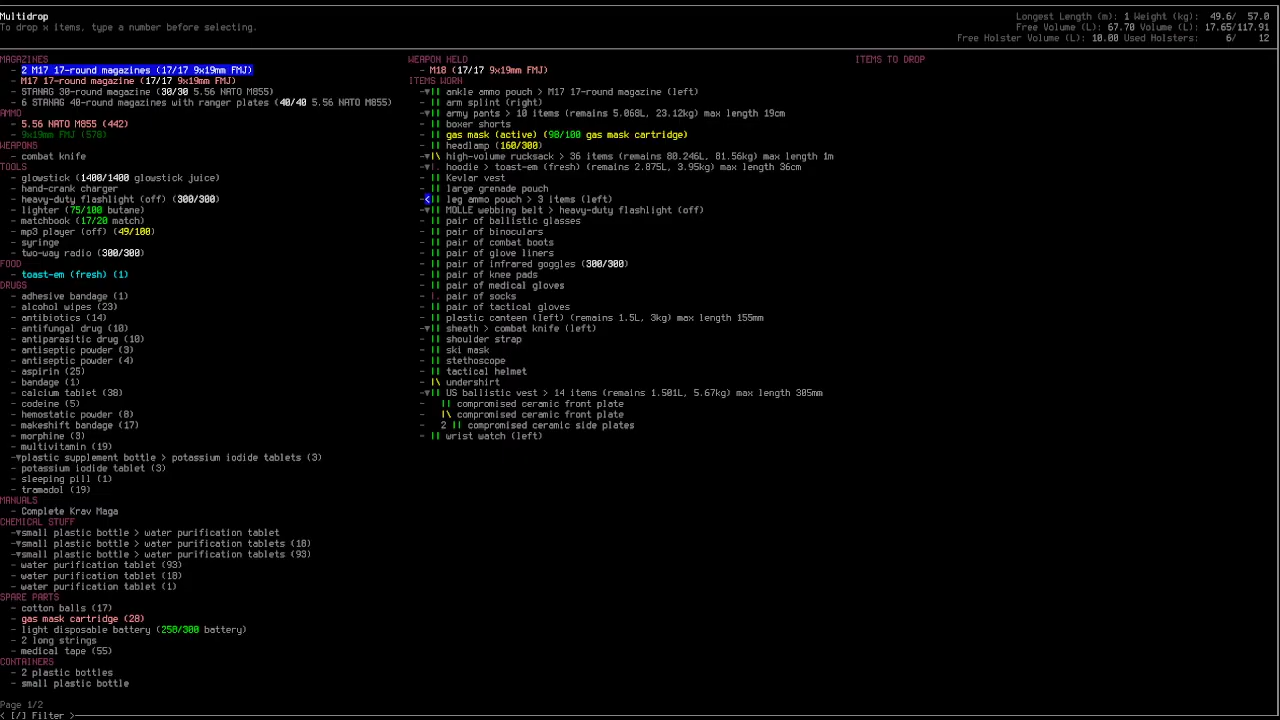 Multidrop
To drop x items, type a number before selecting.
Longest Length (m): 1 Weight (kg): 49.6/ 57.0
Free Volume (L): 67.70 Volume (L): 17.65/117.91
Free Holster Volume (L): 10.00 Used Holsters: 6/ 12
MAGAZINES
- 2 M17 17-round magazines (17/17 9x19mm FMJ)
- M17 17-round magazine (17/17 9x19mm FMJ)
- STANAG 30-round magazine (30/30 5.56 NATO M855)
- 6 STANAG 40-round magazines with ranger plates (40/40 5.56 NATO M855)
AMMO
- 5.56 NATO M855 (442)
- 9x19mm FMJ (578)
WEAPONS
- combat knife
TOOLS
- glowstick (1400/1400 glowstick juice)
- hand-crank charger
- heavy-duty flashlight (off) (300/300)
- lighter (75/100 butane)
- matchbook (17/20 match)
- mp3 player (off) (49/100)
- syringe
- two-way radio (300/300)
FOOD
- toast-em (fresh) (1)
DRUGS
- adhesive bandage (1)
- alcohol wipes (23)
- antibiotics (14)
- antifungal drug (10)
- antiparasitic drug (10)
- antiseptic powder (3)
- antiseptic powder (4)
- aspirin (25)
- bandage (1)
- calcium tablet (38)
- codeine (5)
- hemostatic powder (8)
- makeshift bandage (17)
- morphine (3)
- multivitamin (19)
-▼plastic supplement bottle > potassium iodide tablets (3)
- potassium iodide tablet (3)
- sleeping pill (1)
- tramadol (19)
MANUALS
- Complete Krav Maga
CHEMICAL STUFF
-▼small plastic bottle > water purification tablet
-▼small plastic bottle > water purification tablets (18)
-▼small plastic bottle > water purification tablets (93)
- water purification tablet (93)
- water purification tablet (18)
- water purification tablet (1)
SPARE PARTS
- cotton balls (17)
- gas mask cartridge (28)
- light disposable battery (258/300 battery)
- 2 long strings
- medical tape (55)
CONTAINERS
- 2 plastic bottles
- small plastic bottle
WEAPON HELD
- M18 (17/17 9x19mm FMJ)
ITEMS WORN
-▼|| ankle ammo pouch > M17 17-round magazine (left)
- || arm splint (right)
-▼|| army pants > 10 items (remains 5.068L, 23.12kg) max length 19cm
- || boxer shorts
- || gas mask (active) (98/100 gas mask cartridge)
- || headlamp (160/300)
-▼|\ high-volume rucksack > 36 items (remains 80.246L, 81.56kg) max length 1m
-▼|. hoodie > toast-em (fresh) (remains 2.875L, 3.95kg) max length 36cm
- || Kevlar vest
- || large grenade pouch
-<|| leg ammo pouch > 3 items (left)
-▼|| MOLLE webbing belt > heavy-duty flashlight (off)
- || pair of ballistic glasses
- || pair of binoculars
- || pair of combat boots
- || pair of glove liners
- || pair of infrared goggles (300/300)
- || pair of knee pads
- || pair of medical gloves
- |. pair of socks
- || pair of tactical gloves
- || plastic canteen (left) (remains 1.5L, 3kg) max length 155mm
-▼|| sheath > combat knife (left)
- || shoulder strap
- || ski mask
- || stethoscope
- || tactical helmet
- |\ undershirt
-▼|| US ballistic vest > 14 items (remains 1.501L, 5.67kg) max length 305mm
- || compromised ceramic front plate
- |\ compromised ceramic front plate
- 2 || compromised ceramic side plates
- || wrist watch (left)
ITEMS TO DROP
Page 1/2
< [/] Filter >